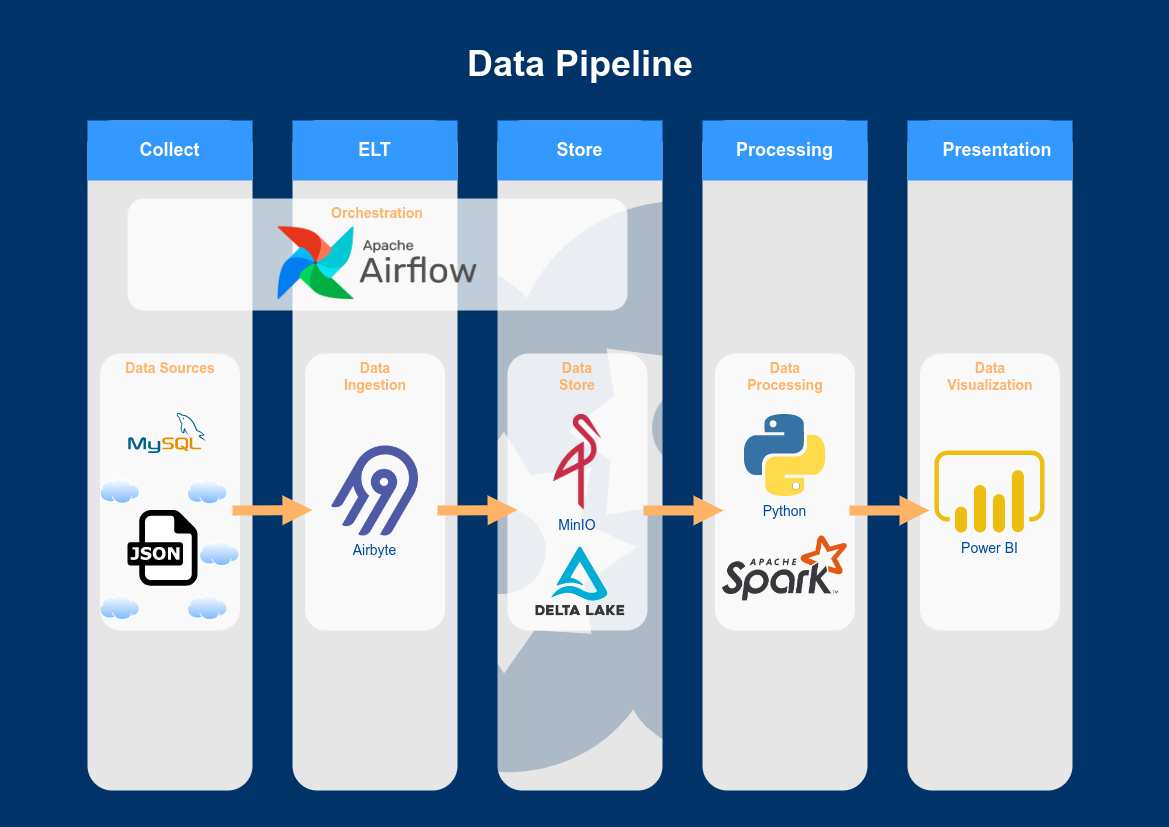 Data Pipeline
Collect
ELT
Store
Processing
Presentation
Orchestration
Apache
Airflow
Data Sources
MySQL
JSON
Data
Ingestion
Airbyte
Data
Store
MinIO
DELTA LAKE
Data
Processing
Python
APACHE
Spark™
Data
Visualization
Power BI